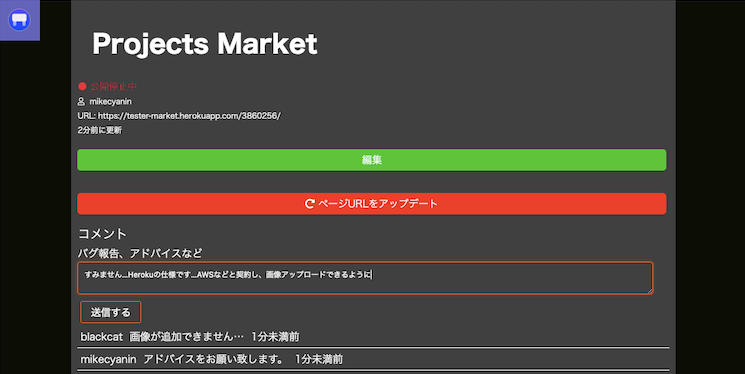 Projects Market
公開停止中
mikecyanin
URL: https://tester-market.herokuapp.com/3860256/
2分前に更新
編集
ページURLをアップデート
コメント
バグ報告、アドバイスなど
すみません...Herokuの仕様です...AWSなどと契約し、画像アップロードできるように
送信する
blackcat 画像が追加できません… 1分未満前
mikecyanin アドバイスをお願い致します。 1分未満前